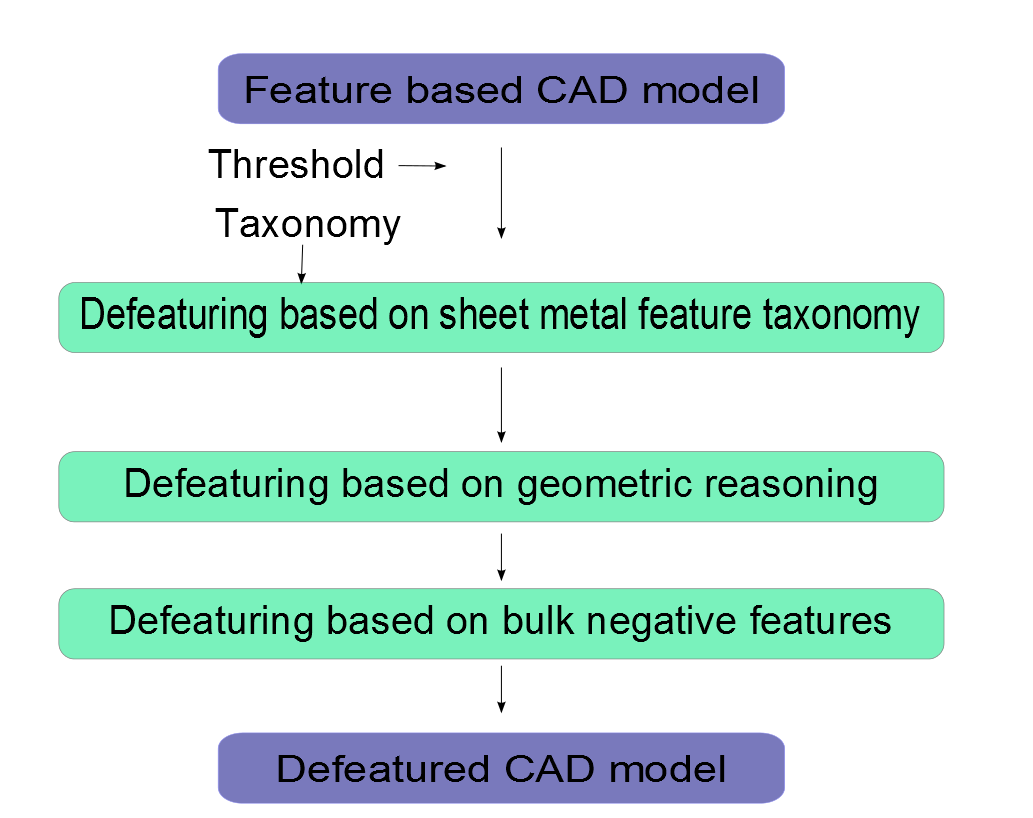 Feature based CAD model
Threshold
Taxonomy
Defeaturing based on sheet metal feature taxonomy
Defeaturing based on geometric reasoning
Defeaturing based on bulk negative features
Defeatured CAD model